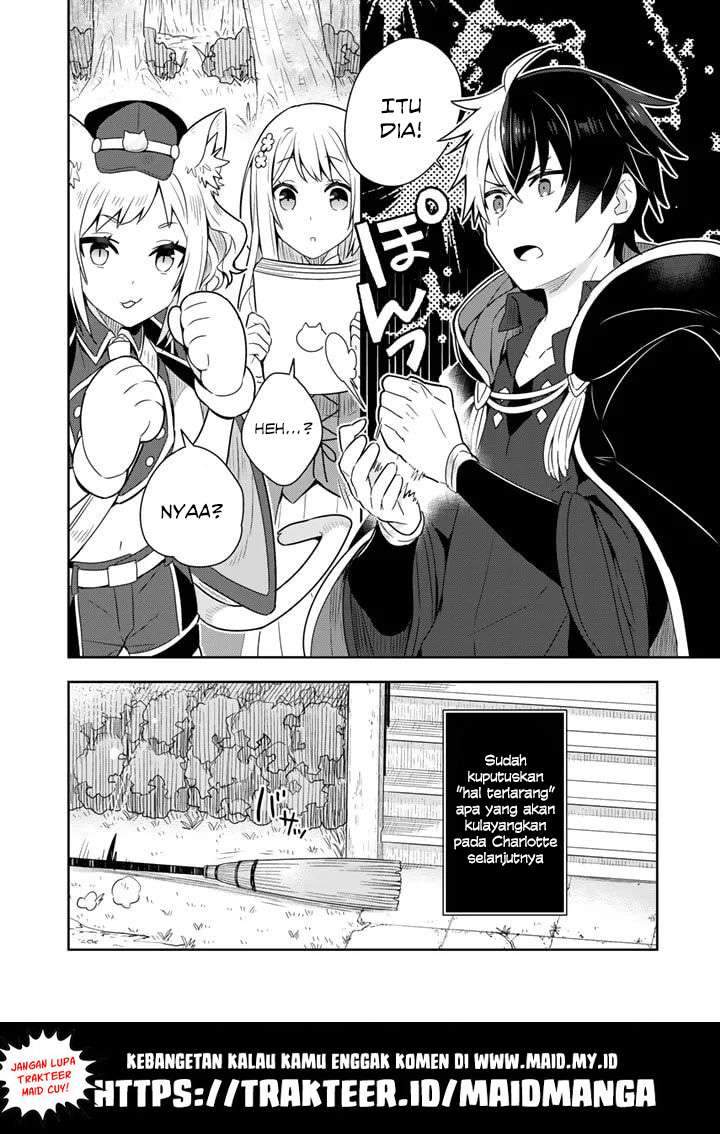 ITU
DIA!
ぽんっ
HEH...?
NYAA?
Sudah
kuputuskan
"hal terlarang"
apa yang akan
kulayangkan
pada Charlotte
selanjutnya
バサッ
JANGAN LUPA
TRAKTEER
MAID CUY!
KEBANGETAN KALAU KAMU ENGGAK KOMEN DI WWW.MAID.MY.ID
HTTPS://TRAKTEER.ID/MAIDMANGA